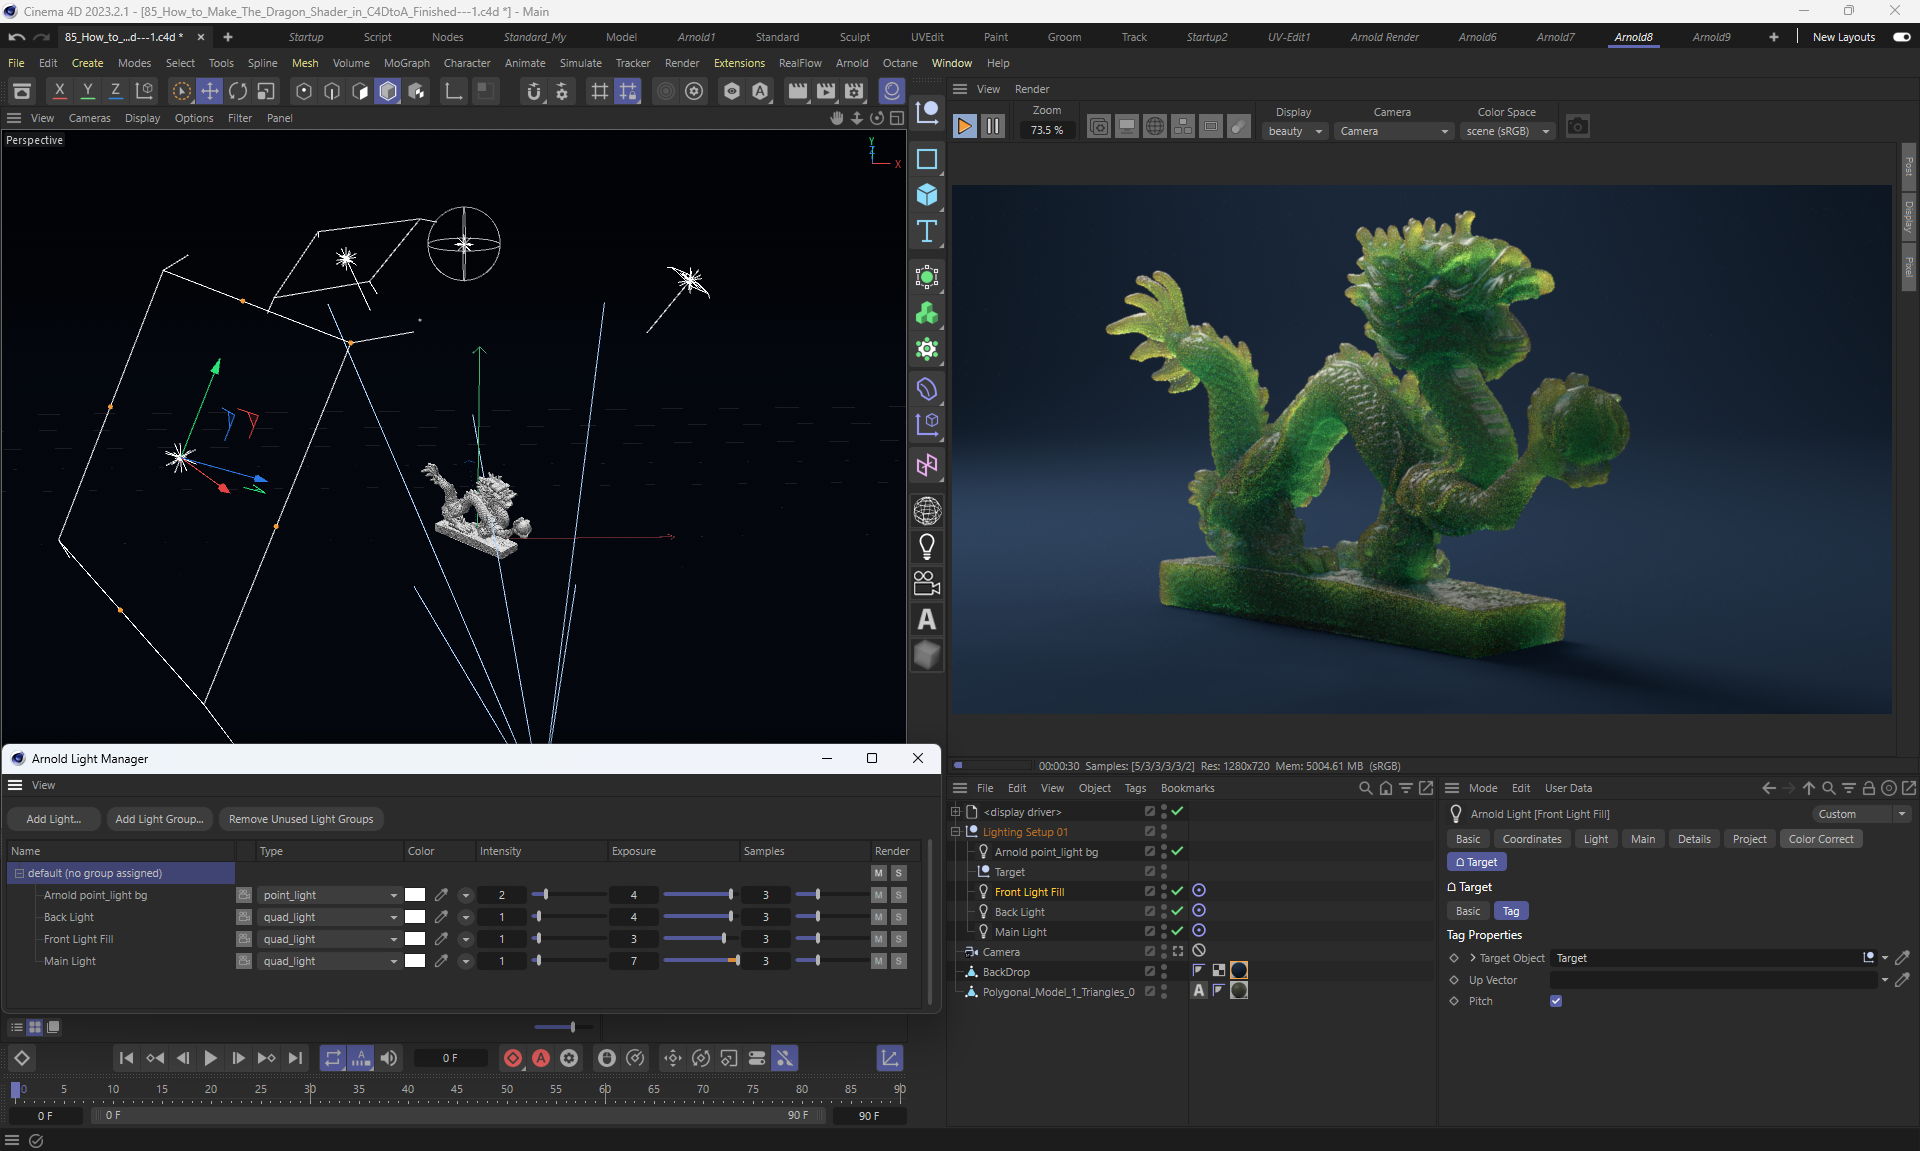 Cinema 4D 2023.2.1 - [85_How_to_Make_The_Dragon_Shader_in_C4DtoA_Finished---1.c4d *] - Main
85_How_to_...d---1.c4d * Startup Script Nodes Standard_My Model Arnold1 Standard Sculpt UVEdit Paint Groom Track Startup2 UV-Edit1 Arnold Render Arnold6 Arnold7 Arnold8 Arnold9 New Layouts
File Edit Create Modes Select Tools Spline Mesh Volume MoGraph Character Animate Simulate Tracker Render Extensions RealFlow Arnold Octane Window Help
X Y Z
View Cameras Display Options Filter Panel
Perspective
Y
Z
X
View Render
Zoom Display Camera Color Space
73.5 % beauty Camera scene (sRGB)
Post
Display
Pixel
00:00:30 Samples: [5/3/3/3/3/2] Res: 1280x720 Mem: 5004.61 MB (sRGB)
Arnold Light Manager
View
Add Light... Add Light Group... Remove Unused Light Groups
Name Type Color Intensity Exposure Samples Render
default (no group assigned) M S
Arnold point_light bg point_light 2 4 3 M S
Back Light quad_light 1 4 3 M S
Front Light Fill quad_light 1 3 3 M S
Main Light quad_light 1 7 3 M S
0 F
0 5 10 15 20 25 30 35 40 45 50 55 60 65 70 75 80 85 90
0 F 0 F 90 F 90 F
File Edit View Object Tags Bookmarks
<display driver>
Lighting Setup 01
Arnold point_light bg
Target
Front Light Fill
Back Light
Main Light
Camera
BackDrop
Polygonal_Model_1_Triangles_0
Mode Edit User Data
Arnold Light [Front Light Fill] Custom
Basic Coordinates Light Main Details Project Color Correct
Target
Target
Basic Tag
Tag Properties
Target Object Target
Up Vector
Pitch